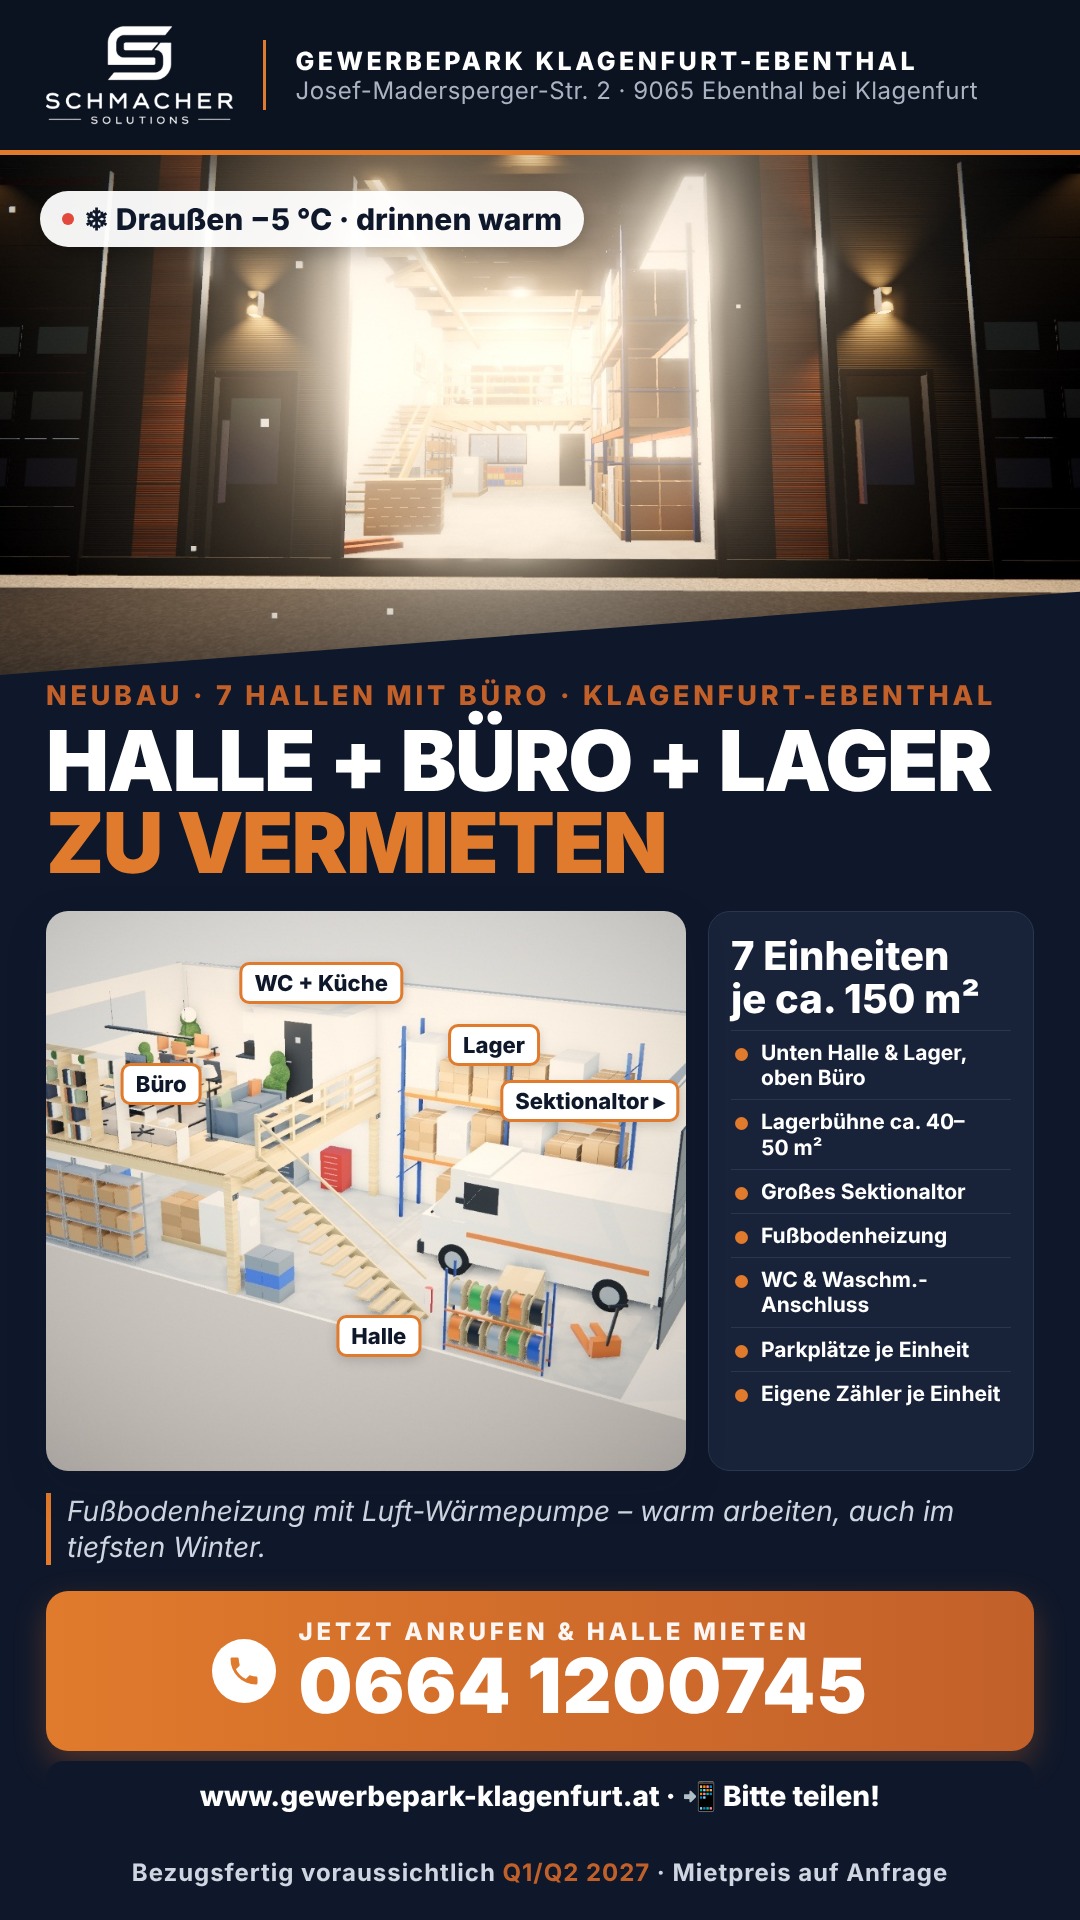 SCHMACHER
SOLUTIONS
GEWERBEPARK KLAGENFURT-EBENTHAL
Josef-Madersperger-Str. 2 · 9065 Ebenthal bei Klagenfurt
❄ Draußen −5 °C · drinnen warm
NEUBAU · 7 HALLEN MIT BÜRO · KLAGENFURT-EBENTHAL
HALLE + BÜRO + LAGER
ZU VERMIETEN
WC + Küche
Lager
Büro
Sektionaltor ▸
Halle
7 Einheiten
je ca. 150 m²
Unten Halle & Lager,
oben Büro
Lagerbühne ca. 40–
50 m²
Großes Sektionaltor
Fußbodenheizung
WC & Waschm.-
Anschluss
Parkplätze je Einheit
Eigene Zähler je Einheit
Fußbodenheizung mit Luft-Wärmepumpe – warm arbeiten, auch im
tiefsten Winter.
JETZT ANRUFEN & HALLE MIETEN
0664 1200745
www.gewerbepark-klagenfurt.at · 📲 Bitte teilen!
Bezugsfertig voraussichtlich Q1/Q2 2027 · Mietpreis auf Anfrage